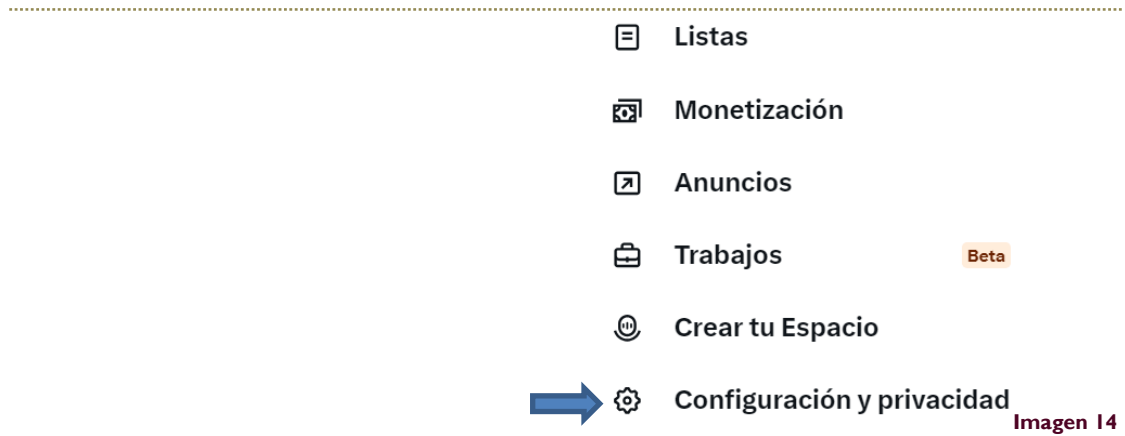 Listas
Monetización
Anuncios
Trabajos Beta
Crear tu Espacio
Configuración y privacidad
Imagen 14